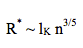 R* ~ lK n3/5